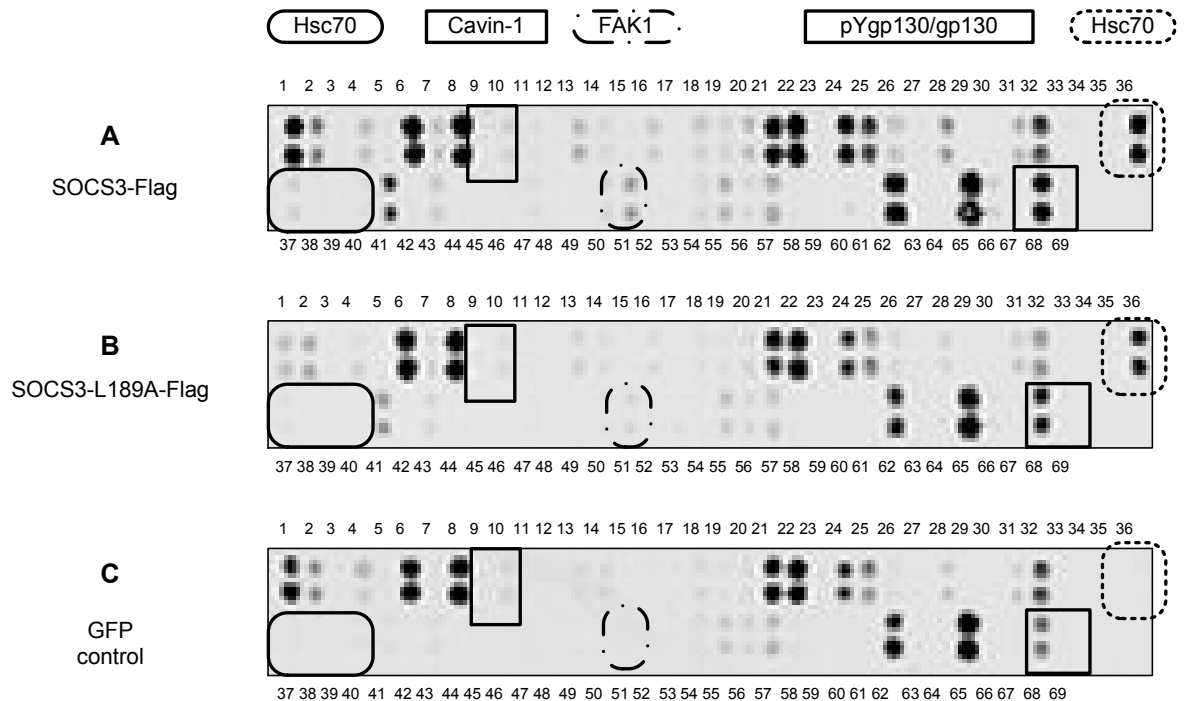 Hsc70 Cavin-1 FAK1 pYgp130/gp130 Hsc70
1 2 3 4 5 6 7 8 9 10 11 12 13 14 15 16 17 18 19 20 21 22 23 24 25 26 27 28 29 30 31 32 33 34 35 36
A
SOCS3-Flag
37 38 39 40 41 42 43 44 45 46 47 48 49 50 51 52 53 54 55 56 57 58 59 60 61 62 63 64 65 66 67 68 69
1 2 3 4 5 6 7 8 9 10 11 12 13 14 15 16 17 18 19 20 21 22 23 24 25 26 27 28 29 30 31 32 33 34 35 36
B
SOCS3-L189A-Flag
37 38 39 40 41 42 43 44 45 46 47 48 49 50 51 52 53 54 55 56 57 58 59 60 61 62 63 64 65 66 67 68 69
1 2 3 4 5 6 7 8 9 10 11 12 13 14 15 16 17 18 19 20 21 22 23 24 25 26 27 28 29 30 31 32 33 34 35 36
C
GFP
control
37 38 39 40 41 42 43 44 45 46 47 48 49 50 51 52 53 54 55 56 57 58 59 60 61 62 63 64 65 66 67 68 69